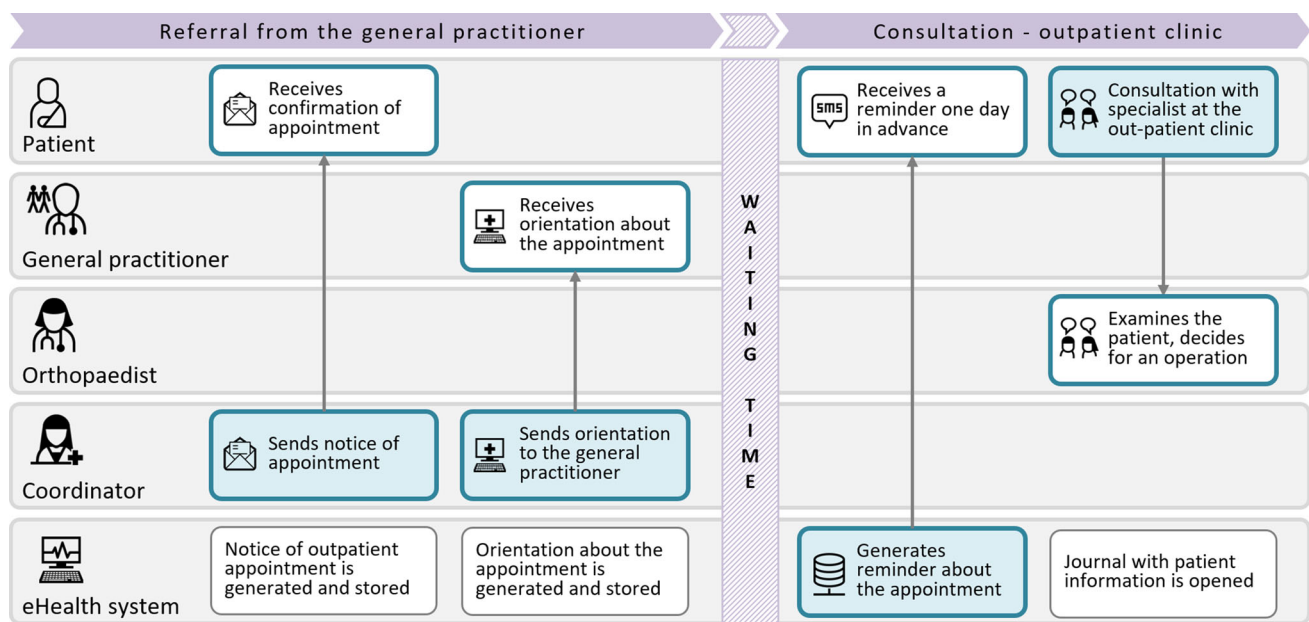 Referral from the general practitioner
Consultation - outpatient clinic
Patient
Receives
confirmation of
appointment
sms
Receives a
reminder one day
in advance
Consultation with
specialist at the
out-patient clinic
General practitioner
Receives
orientation about
the appointment
WAITING TIME
Orthopaedist
Examines the
patient, decides
for an operation
Coordinator
Sends notice of
appointment
Sends orientation
to the general
practitioner
eHealth system
Notice of outpatient
appointment is
generated and stored
Orientation about the
appointment is
generated and stored
Generates
reminder about
the appointment
Journal with patient
information is opened